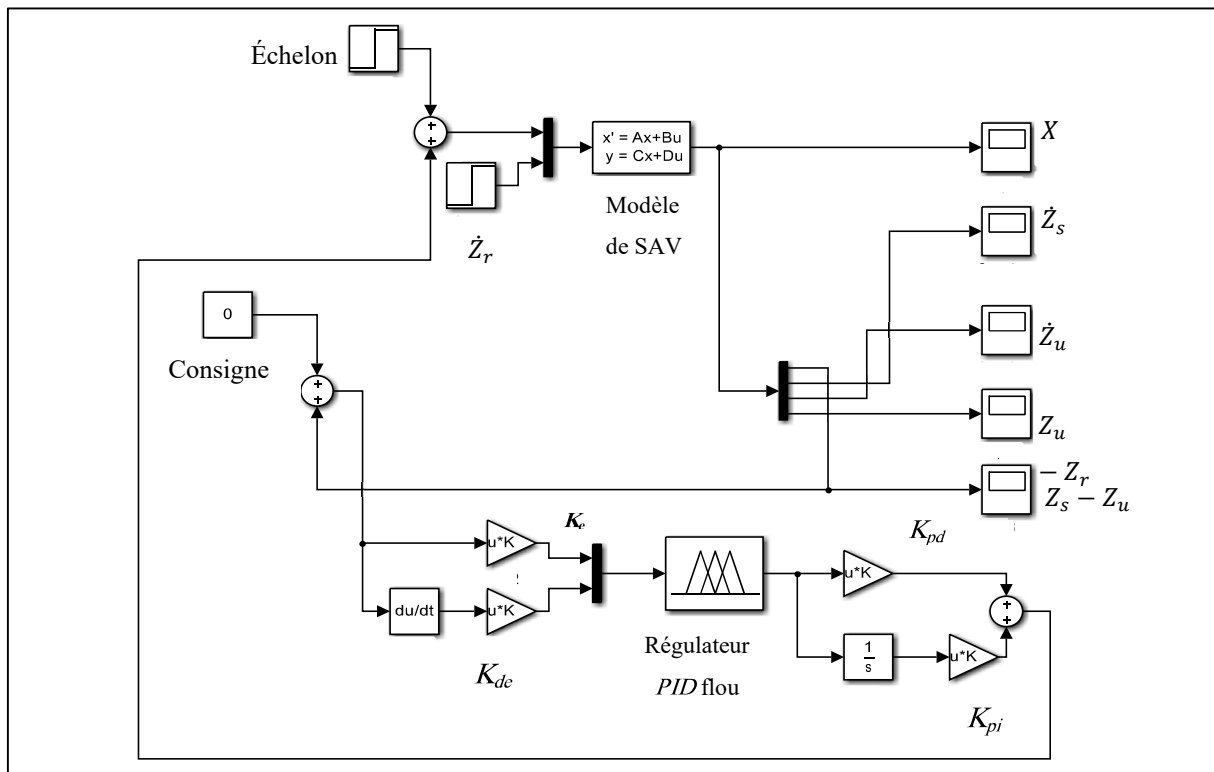 Échelon
+
+
x' = Ax+Bu
y = Cx+Du
X
Modèle
de SAV
Ż_r
Ż_s
0
Consigne
+
+
Ż_u
Z_u
− Z_r
Z_s − Z_u
K_e
K_pd
u*K
u*K
du/dt
u*K
+
+
K_de
Régulateur
PID flou
1
s
u*K
K_pi